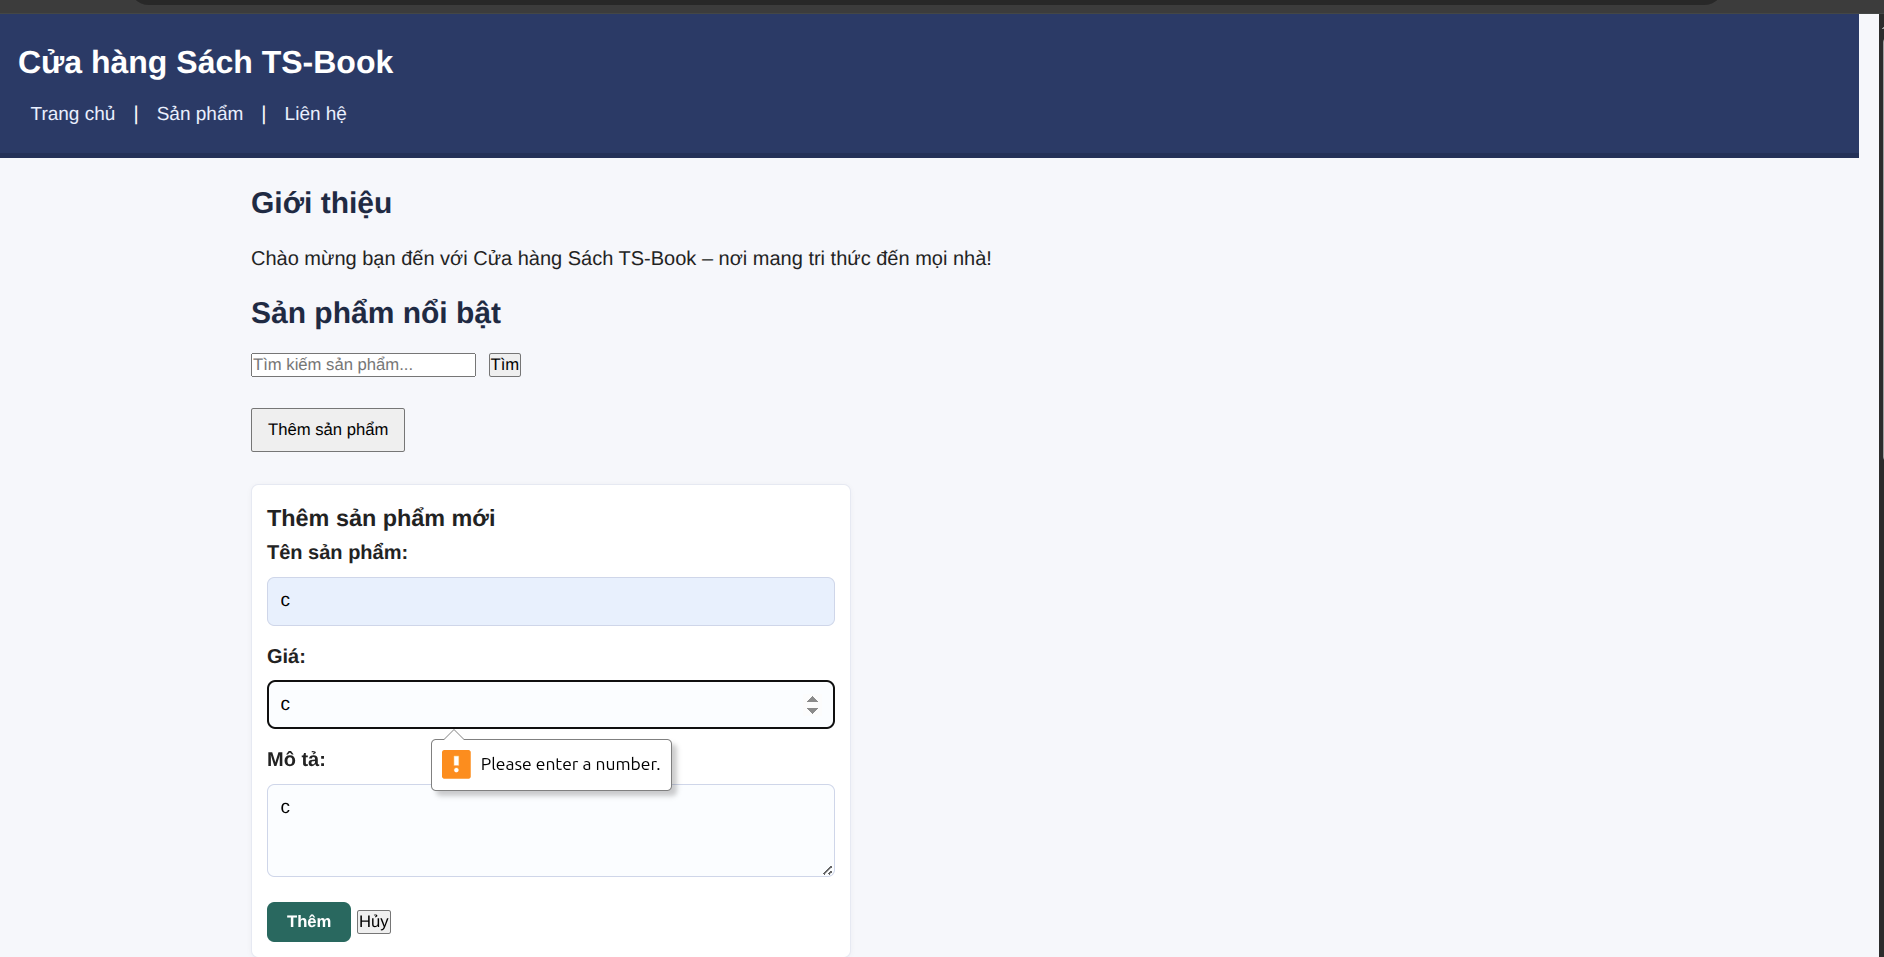 Cửa hàng Sách TS-Book
Trang chủ | Sản phẩm | Liên hệ
Giới thiệu
Chào mừng bạn đến với Cửa hàng Sách TS-Book – nơi mang tri thức đến mọi nhà!
Sản phẩm nổi bật
Tìm kiếm sản phẩm... Tìm
Thêm sản phẩm
Thêm sản phẩm mới
Tên sản phẩm:
c
Giá:
c
Please enter a number.
Mô tả:
c
Thêm Hủy